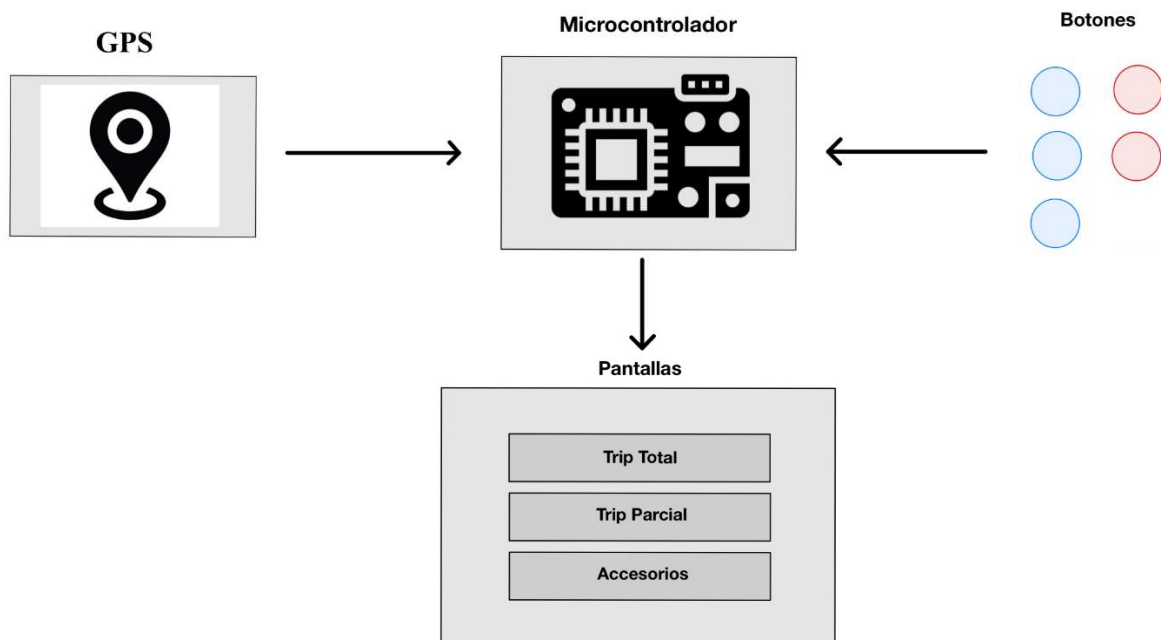 GPS
Microcontrolador
Botones
Pantallas
Trip Total
Trip Parcial
Accesorios